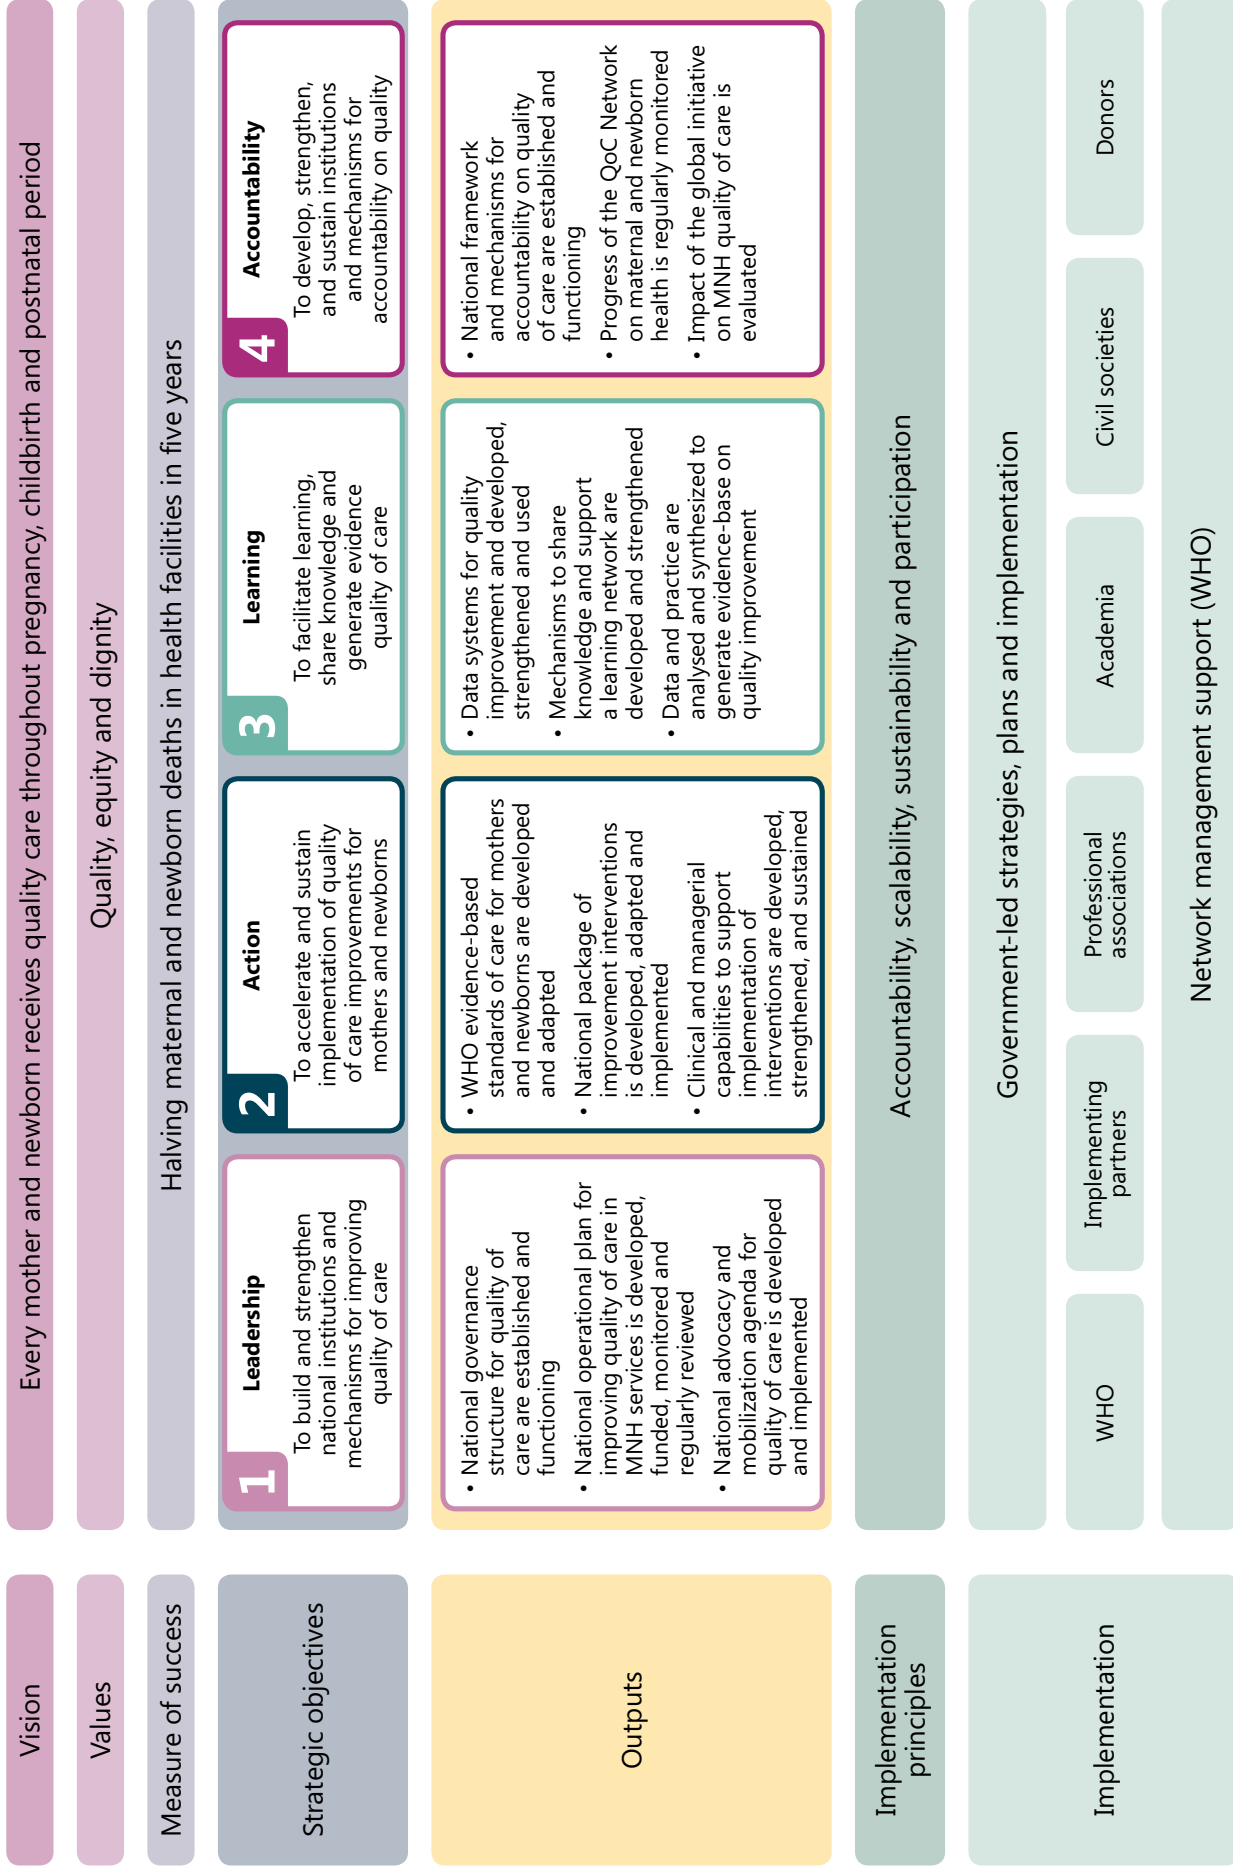 Vision
Every mother and newborn receives quality care throughout pregnancy, childbirth and postnatal period
Values
Quality, equity and dignity
Measure of success
Halving maternal and newborn deaths in health facilities in five years
Strategic objectives
1
Leadership
To build and strengthen
national institutions and
mechanisms for improving
quality of care
2
Action
To accelerate and sustain
implementation of quality
of care improvements for
mothers and newborns
3
Learning
To facilitate learning,
share knowledge and
generate evidence
quality of care
4
Accountability
To develop, strengthen,
and sustain institutions
and mechanisms for
accountability on quality
Outputs
• National governance
structure for quality of
care are established and
functioning
• National operational plan for
improving quality of care in
MNH services is developed,
funded, monitored and
regularly reviewed
• National advocacy and
mobilization agenda for
quality of care is developed
and implemented
• WHO evidence-based
standards of care for mothers
and newborns are developed
and adapted
• National package of
improvement interventions
is developed, adapted and
implemented
• Clinical and managerial
capabilities to support
implementation of
interventions are developed,
strengthened, and sustained
• Data systems for quality
improvement and developed,
strengthened and used
• Mechanisms to share
knowledge and support
a learning network are
developed and strengthened
• Data and practice are
analysed and synthesized to
generate evidence-base on
quality improvement
• National framework
and mechanisms for
accountability on quality
of care are established and
functioning
• Progress of the QoC Network
on maternal and newborn
health is regularly monitored
• Impact of the global initiative
on MNH quality of care is
evaluated
Implementation
principles
Accountability, scalability, sustainability and participation
Implementation
Government-led strategies, plans and implementation
WHO
Implementing
partners
Professional
associations
Academia
Civil societies
Donors
Network management support (WHO)